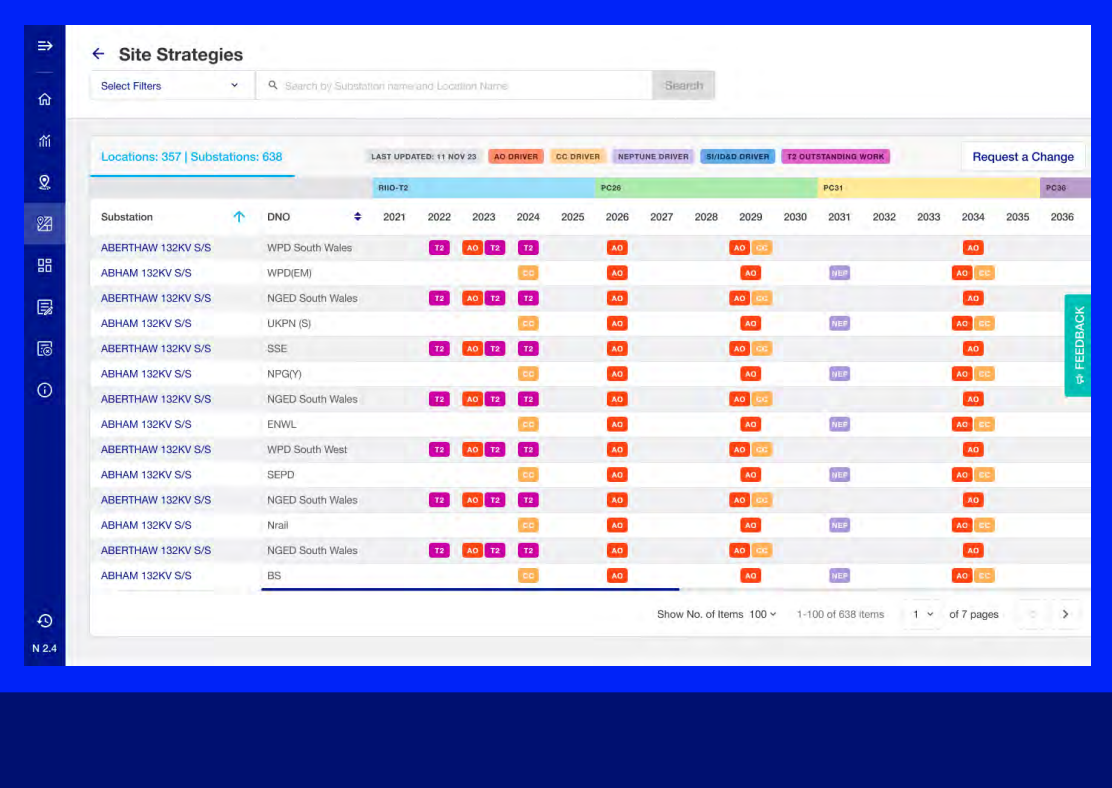 Site Strategies
Select Filters Search by Substation name and Location Name Search
Locations: 357 | Substations: 638 LAST UPDATED: 11 NOV 23 AO DRIVER CC DRIVER NEPTUNE DRIVER SI/ID&D DRIVER T2 OUTSTANDING WORK Request a Change
RIIO-T2 PC26 PC31 PC36
Substation DNO 2021 2022 2023 2024 2025 2026 2027 2028 2029 2030 2031 2032 2033 2034 2035 2036
ABERTHAW 132KV S/S WPD South Wales T2 AO T2 T2 AO AO CC AO
ABHAM 132KV S/S WPD(EM) CC AO AO NEP AO CC
ABERTHAW 132KV S/S NGED South Wales T2 AO T2 T2 AO AO CC AO
ABHAM 132KV S/S UKPN (S) CC AO AO NEP AO CC
ABERTHAW 132KV S/S SSE T2 AO T2 T2 AO AO CC AO
ABHAM 132KV S/S NPG(Y) CC AO AO NEP AO CC
ABERTHAW 132KV S/S NGED South Wales T2 AO T2 T2 AO AO CC AO
ABHAM 132KV S/S ENWL CC AO AO NEP AO CC
ABERTHAW 132KV S/S WPD South West T2 AO T2 T2 AO AO CC AO
ABHAM 132KV S/S SEPD CC AO AO NEP AO CC
ABERTHAW 132KV S/S NGED South Wales T2 AO T2 T2 AO AO CC AO
ABHAM 132KV S/S Nrail CC AO AO NEP AO CC
ABERTHAW 132KV S/S NGED South Wales T2 AO T2 T2 AO AO CC AO
ABHAM 132KV S/S BS CC AO AO NEP AO CC
FEEDBACK
Show No. of Items 100 1-100 of 638 items 1 of 7 pages
N 2.4